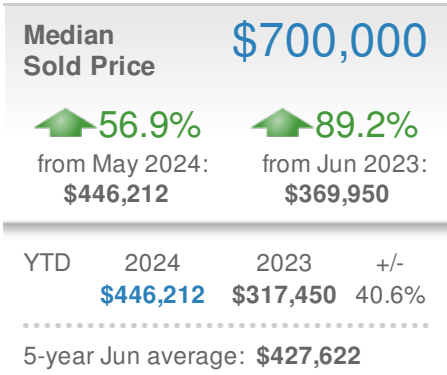 Median $700,000
Sold Price
56.9% 89.2%
from May 2024: from Jun 2023:
$446,212 $369,950
YTD 2024 2023 +/-
$446,212 $317,450 40.6%
5-year Jun average: $427,622